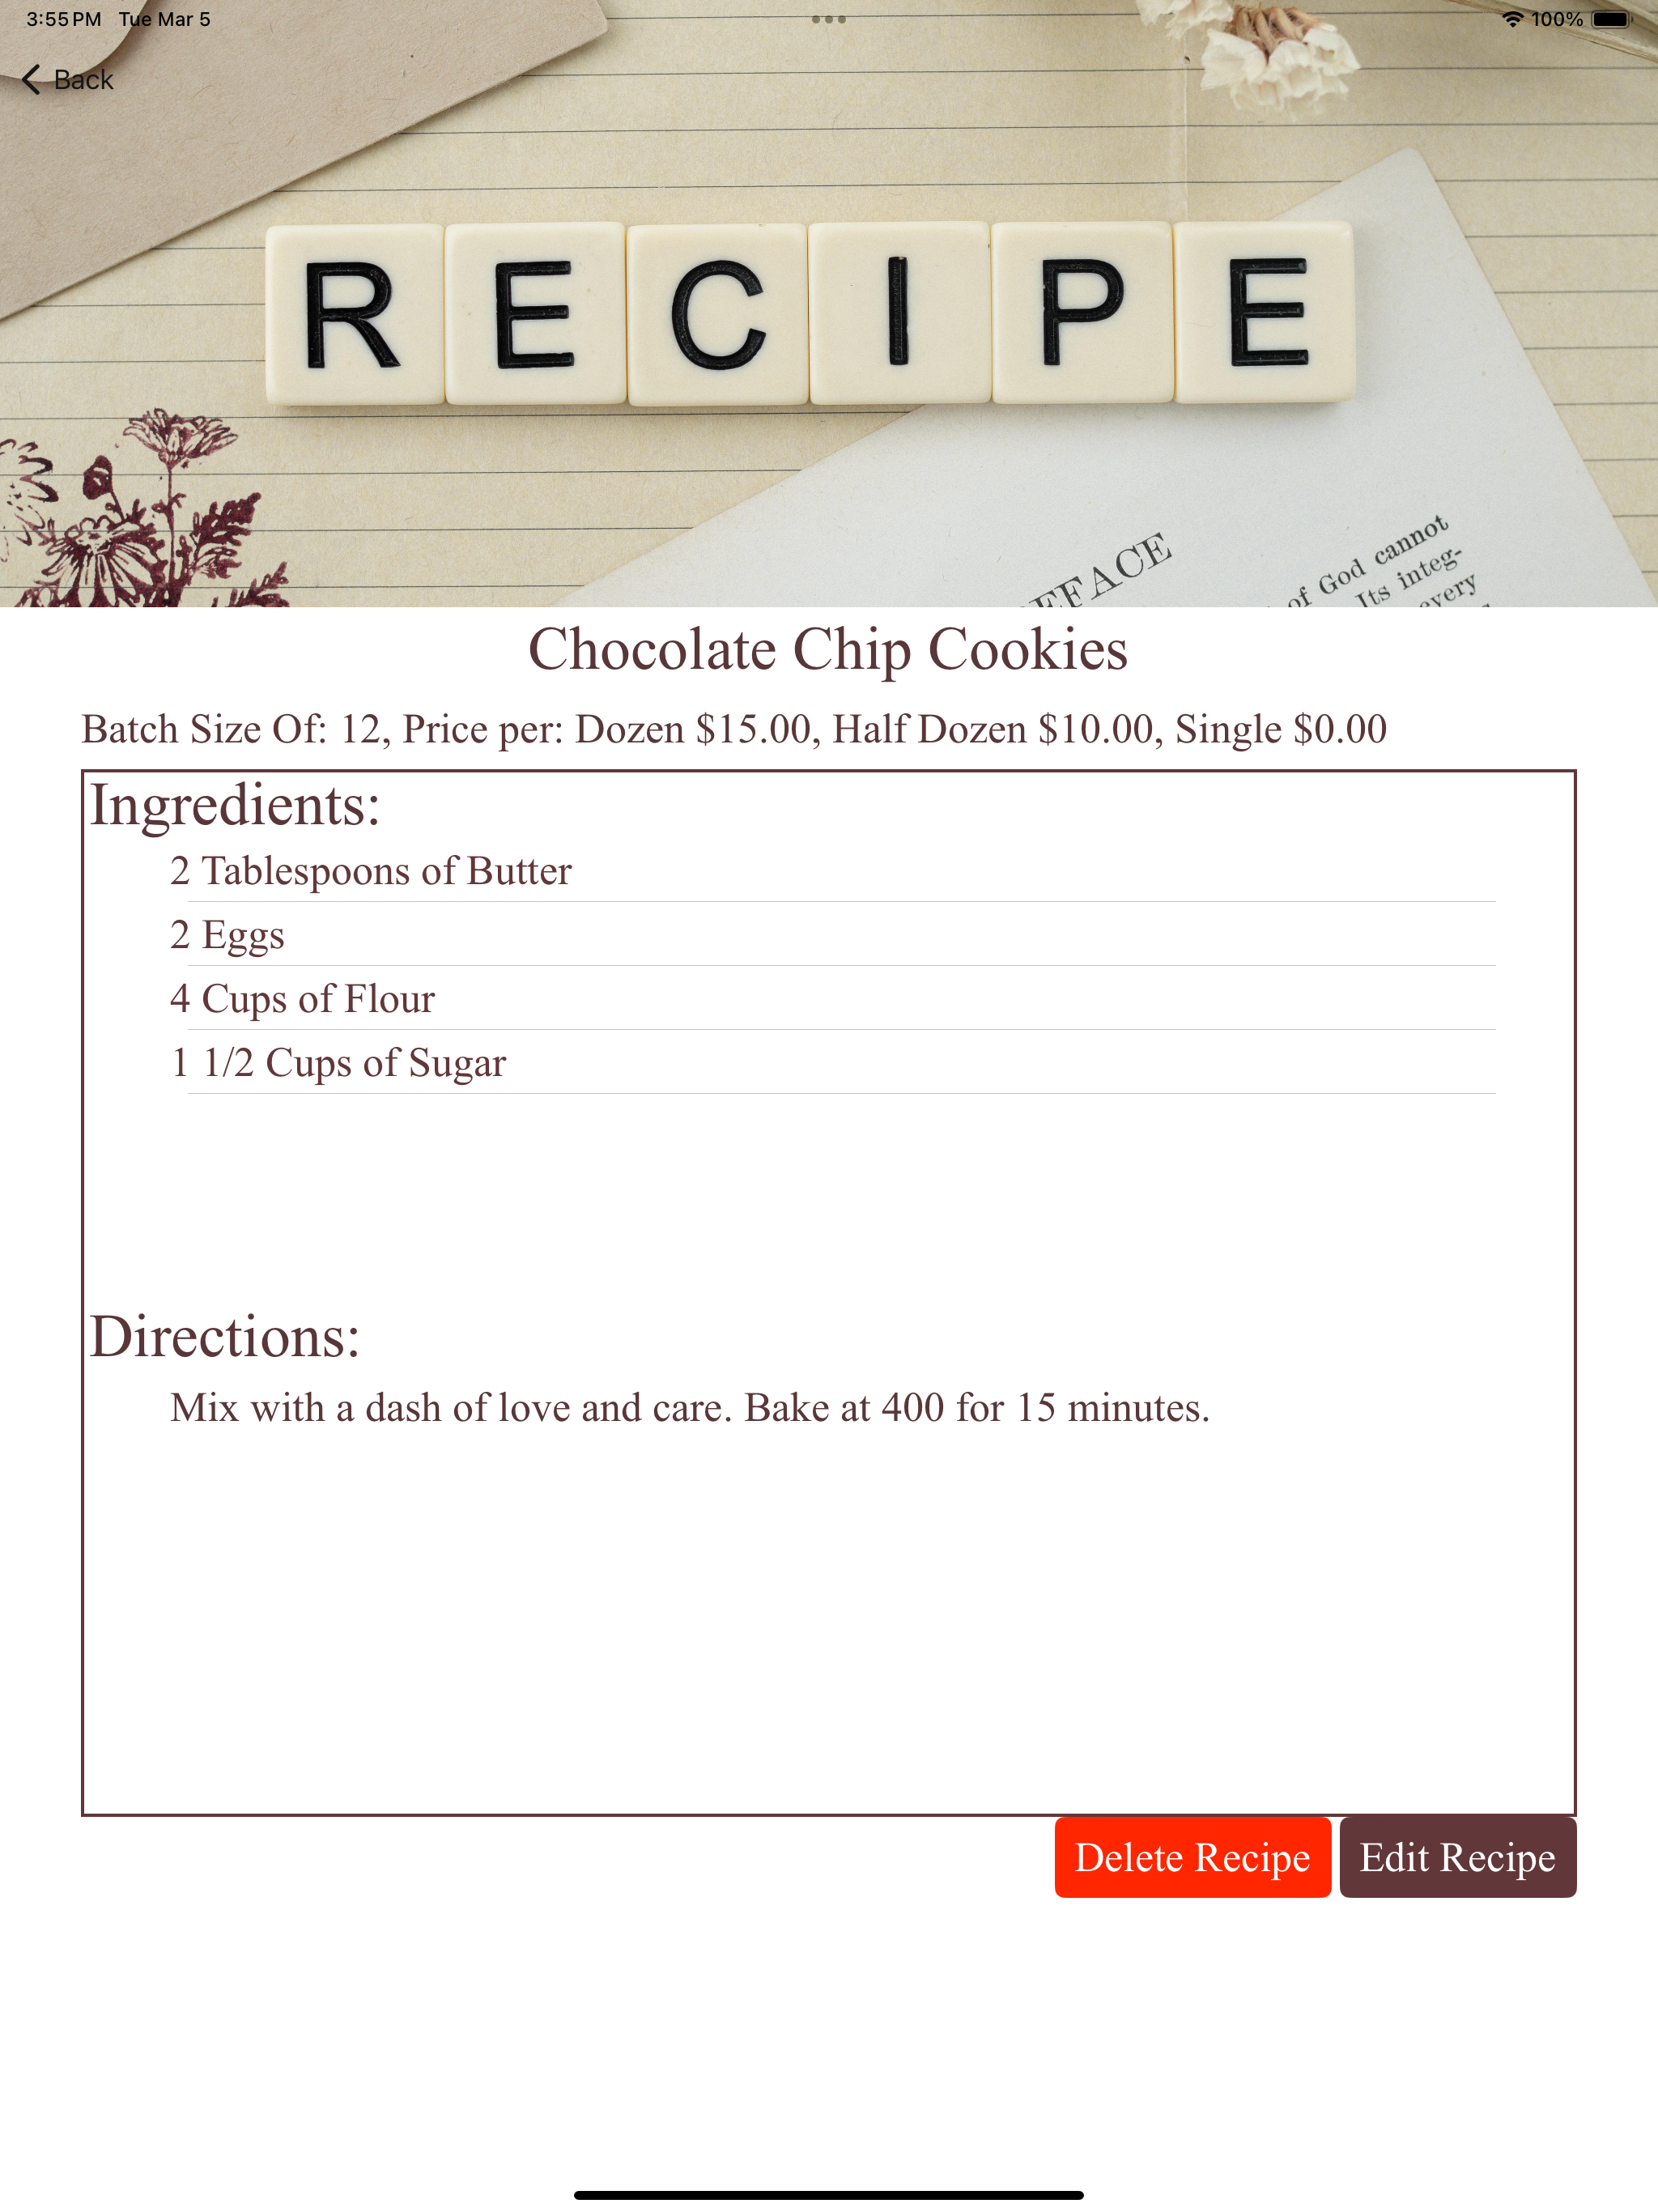 3:55 PM Tue Mar 5
100%
Back
RECIPE
of God cannot
Its integ-
every
Chocolate Chip Cookies
Batch Size Of: 12, Price per: Dozen $15.00, Half Dozen $10.00, Single $0.00
Ingredients:
2 Tablespoons of Butter
2 Eggs
4 Cups of Flour
1 1/2 Cups of Sugar
Directions:
Mix with a dash of love and care. Bake at 400 for 15 minutes.
Delete Recipe Edit Recipe